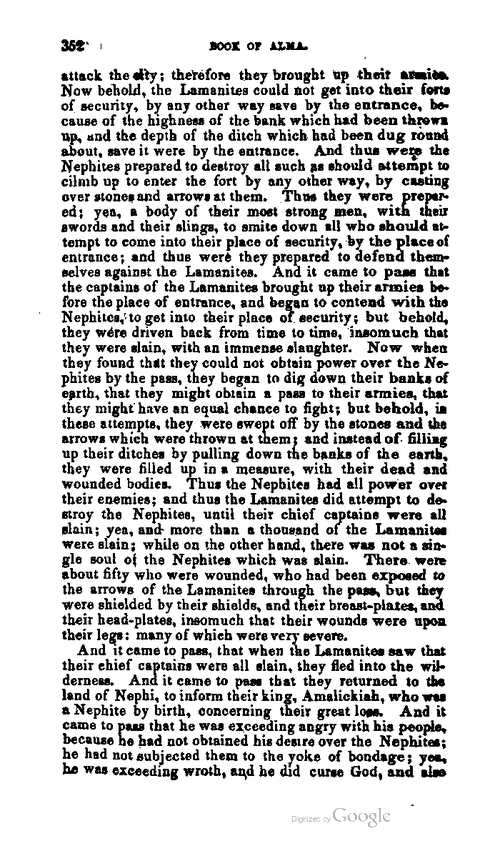 352
BOOK OF ALMA.
attack the city; therefore they brought up their armies.
Now behold, the Lamanites could not get into their forts
of security, by any other way save by the entrance, be-
cause of the highness of the bank which had been thrown
up, and the depth of the ditch which had been dug round
about, save it were by the entrance. And thus were the
Nephites prepared to destroy all such as should attempt to
cilmb up to enter the fort by any other way, by casting
over stones and arrows at them. Thus they were prepar-
ed; yea, a body of their most strong men, with their
swords and their slings, to smite down all who should at-
tempt to come into their place of security, by the place of
entrance; and thus were they prepared to defend them-
selves against the Lamanites. And it came to pass that
the captains of the Lamanites brought up their armies be-
fore the place of entrance, and began to contend with the
Nephites, to get into their place of security; but behold,
they were driven back from time to time, insomuch that
they were slain, with an immense slaughter. Now when
they found that they could not obtain power over the Ne-
phites by the pass, they began to dig down their banks of
earth, that they might obtain a pass to their armies, that
they might have an equal chance to fight; but behold, in
these attempts, they were swept off by the stones and the
arrows which were thrown at them; and instead of filling
up their ditches by pulling down the banks of the earth,
they were filled up in a measure, with their dead and
wounded bodies. Thus the Nephites had all power over
their enemies; and thus the Lamanites did attempt to de-
stroy the Nephites, until their chief captains were all
slain; yea, and more than a thousand of the Lamanites
were slain; while on the other hand, there was not a sin-
gle soul of the Nephites which was slain. There were
about fifty who were wounded, who had been exposed to
the arrows of the Lamanites through the pass, but they
were shielded by their shields, and their breast-plates, and
their head-plates, insomuch that their wounds were upon
their legs: many of which were very severe.
And it came to pass, that when the Lamanites saw that
their chief captains were all slain, they fled into the wil-
derness. And it came to pass that they returned to the
land of Nephi, to inform their king, Amalickiah, who was
a Nephite by birth, concerning their great loss. And it
came to pass that he was exceeding angry with his people,
because he had not obtained his desire over the Nephites;
he had not subjected them to the yoke of bondage; yea,
he was exceeding wroth, and he did curse God, and also
Digitized by Google